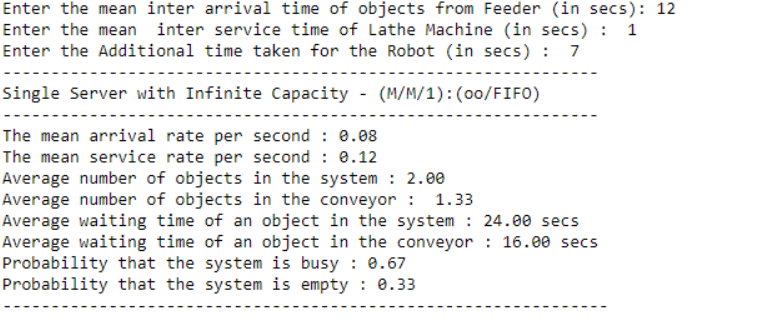 Enter the mean inter arrival time of objects from Feeder (in secs): 12
Enter the mean  inter service time of Lathe Machine (in secs) :  1
Enter the Additional time taken for the Robot (in secs) :  7
--------------------------------------------------------------
Single Server with Infinite Capacity - (M/M/1):(oo/FIFO)
--------------------------------------------------------------
The mean arrival rate per second : 0.08
The mean service rate per second : 0.12
Average number of objects in the system : 2.00
Average number of objects in the conveyor :  1.33
Average waiting time of an object in the system : 24.00 secs
Average waiting time of an object in the conveyor : 16.00 secs
Probability that the system is busy : 0.67
Probability that the system is empty : 0.33
---------------------------------------------------------------